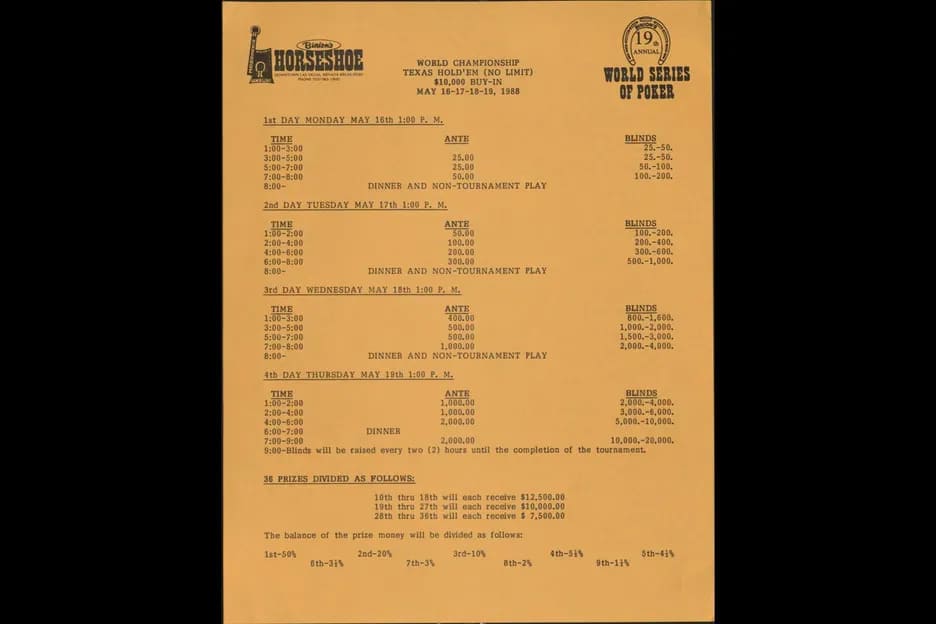 Binion's
HORSESHOE
19th
ANNUAL
WORLD SERIES
OF POKER
WORLD CHAMPIONSHIP
TEXAS HOLD'EM (NO LIMIT)
$10,000 BUY-IN
MAY 16-17-18-19, 1988
1st DAY MONDAY MAY 16th 1:00 P. M.
TIME ANTE BLINDS
1:00-3:00 25.-50.
3:00-5:00 25.00 25.-50.
5:00-7:00 25.00 50.-100.
7:00-8:00 50.00 100.-200.
8:00- DINNER AND NON-TOURNAMENT PLAY
2nd DAY TUESDAY MAY 17th 1:00 P. M.
TIME ANTE BLINDS
1:00-2:00 50.00 100.-200.
2:00-4:00 100.00 200.-400.
4:00-6:00 200.00 300.-600.
6:00-8:00 300.00 500.-1,000.
8:00- DINNER AND NON-TOURNAMENT PLAY
3rd DAY WEDNESDAY MAY 18th 1:00 P. M.
TIME ANTE BLINDS
1:00-3:00 400.00 800.-1,600.
3:00-5:00 500.00 1,000.-2,000.
5:00-7:00 500.00 1,500.-3,000.
7:00-8:00 1,000.00 2,000.-4,000.
8:00- DINNER AND NON-TOURNAMENT PLAY
4th DAY THURSDAY MAY 19th 1:00 P. M.
TIME ANTE BLINDS
1:00-2:00 1,000.00 2,000.-4,000.
2:00-4:00 1,000.00 3,000.-6,000.
4:00-6:00 2,000.00 5,000.-10,000.
6:00-7:00 DINNER
7:00-9:00 2,000.00 10,000.-20,000.
9:00-Blinds will be raised every two (2) hours until the completion of the tournament.
36 PRIZES DIVIDED AS FOLLOWS:
10th thru 18th will each receive $12,500.00
19th thru 27th will each receive $10,000.00
28th thru 36th will each receive $ 7,500.00
The balance of the prize money will be divided as follows:
1st-50% 2nd-20% 3rd-10% 4th-5½% 5th-4½%
6th-3½% 7th-3% 8th-2% 9th-1½%